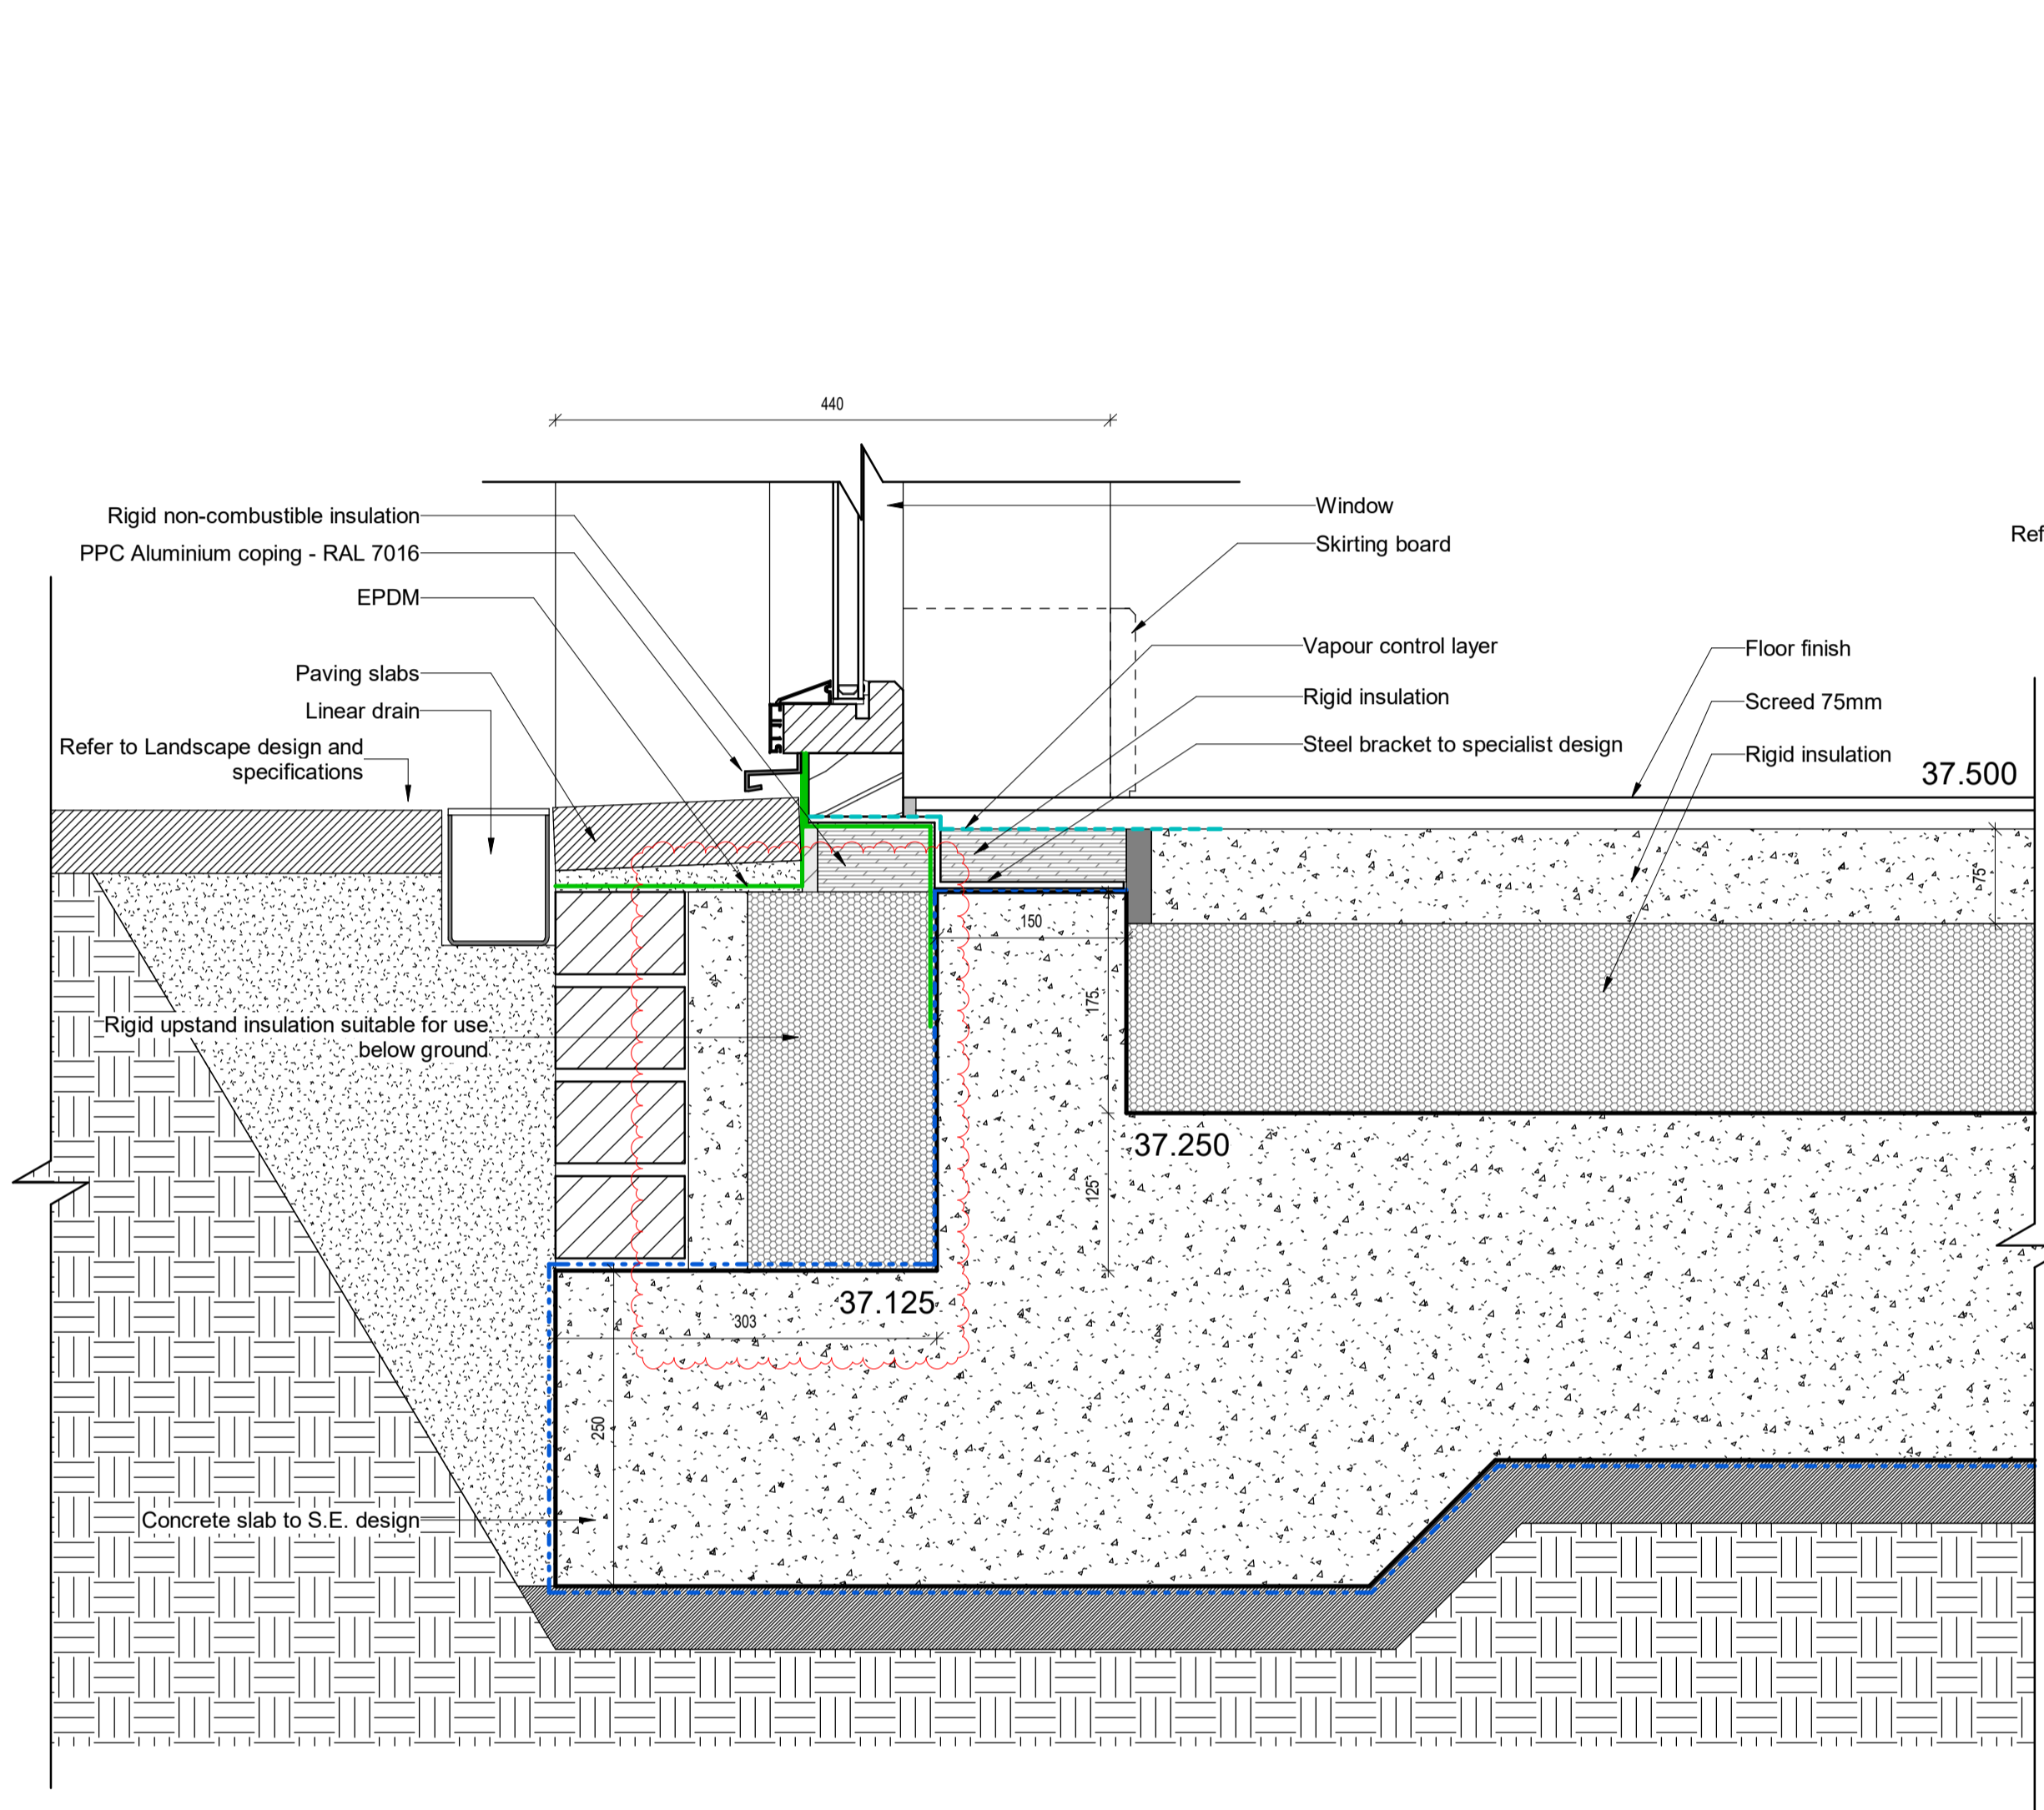 440
Rigid non-combustible insulation
PPC Aluminium coping - RAL 7016
EPDM
Paving slabs
Linear drain
Refer to Landscape design and
specifications
Window
Skirting board
Ref
Vapour control layer
Rigid insulation
Steel bracket to specialist design
Floor finish
Screed 75mm
Rigid insulation
37.500
75
150
175
Rigid upstand insulation suitable for use
below ground
37.250
125
37.125
303
250
Concrete slab to S.E. design